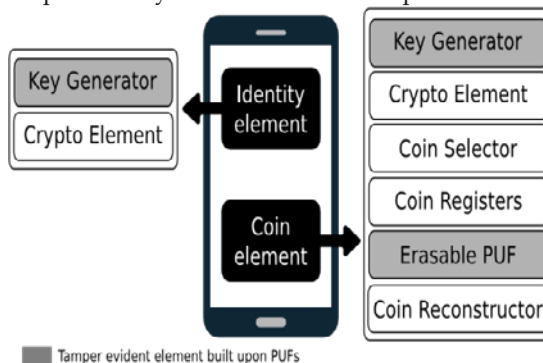 Key Generator
Crypto Element
Identity
element
Coin
element
Key Generator
Crypto Element
Coin Selector
Coin Registers
Erasable PUF
Coin Reconstructor
Tamper evident element built upon PUFs